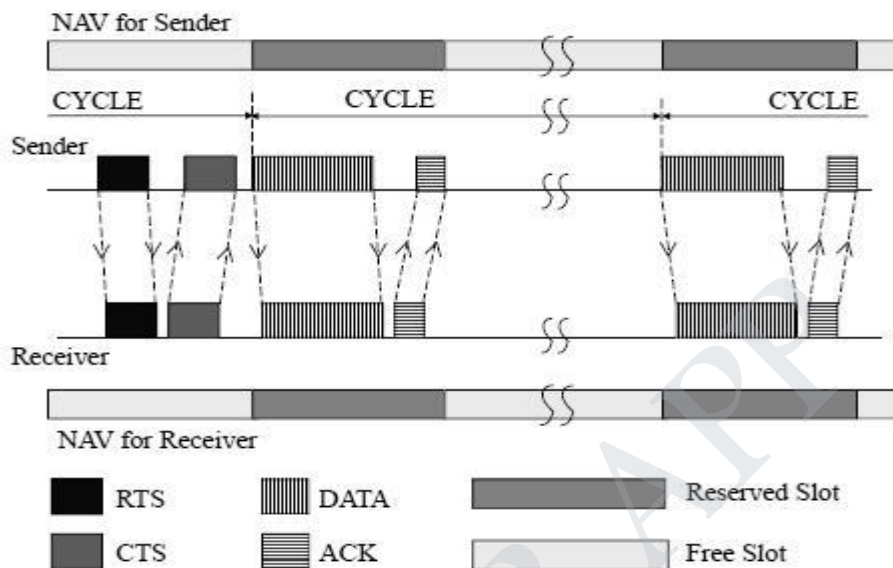 NAV for Sender
CYCLE CYCLE CYCLE
Sender
Receiver
NAV for Receiver
RTS DATA Reserved Slot
CTS ACK Free Slot
APP